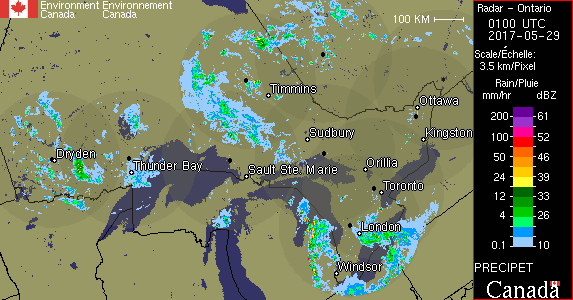 Environment Environnement
Canada Canada
100 KM
Timmins
Ottawa
Sudbury
Kingston
Dryden
Thunder Bay
Sault Ste. Marie
Orillia
Toronto
London
Windsor
Radar - Ontario
0100 UTC
2017-05-29
Scale/Échelle:
3.5 km/Pixel
Rain/Pluie
mm/hr dBZ
200 61
100 52
50 46
24 39
12 33
4 26
0.1 10
PRECIPET
Canada